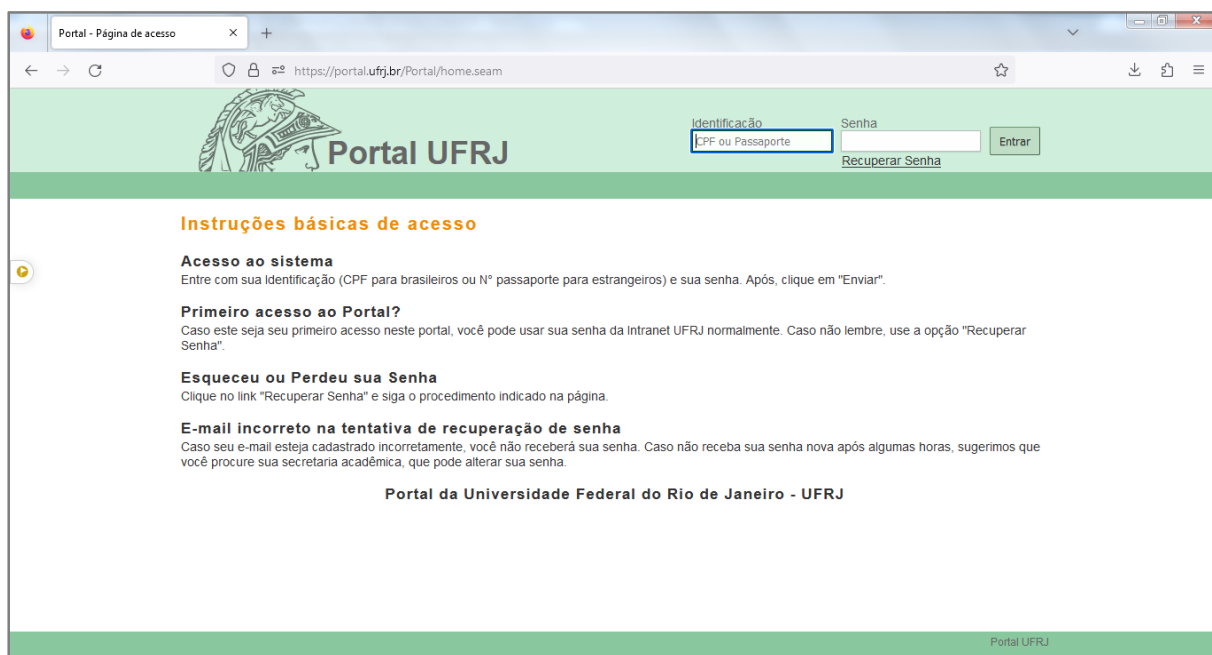 Portal - Página de acesso
https://portal.ufrj.br/Portal/home.seam
Portal UFRJ
Identificação
Senha
CPF ou Passaporte
Entrar
Recuperar Senha
Instruções básicas de acesso
Acesso ao sistema
Entre com sua Identificação (CPF para brasileiros ou N° passaporte para estrangeiros) e sua senha. Após, clique em "Enviar".
Primeiro acesso ao Portal?
Caso este seja seu primeiro acesso neste portal, você pode usar sua senha da Intranet UFRJ normalmente. Caso não lembre, use a opção "Recuperar
Senha".
Esqueceu ou Perdeu sua Senha
Clique no link "Recuperar Senha" e siga o procedimento indicado na página.
E-mail incorreto na tentativa de recuperação de senha
Caso seu e-mail esteja cadastrado incorretamente, você não receberá sua senha. Caso não receba sua senha nova após algumas horas, sugerimos que
você procure sua secretaria acadêmica, que pode alterar sua senha.
Portal da Universidade Federal do Rio de Janeiro - UFRJ
Portal UFRJ